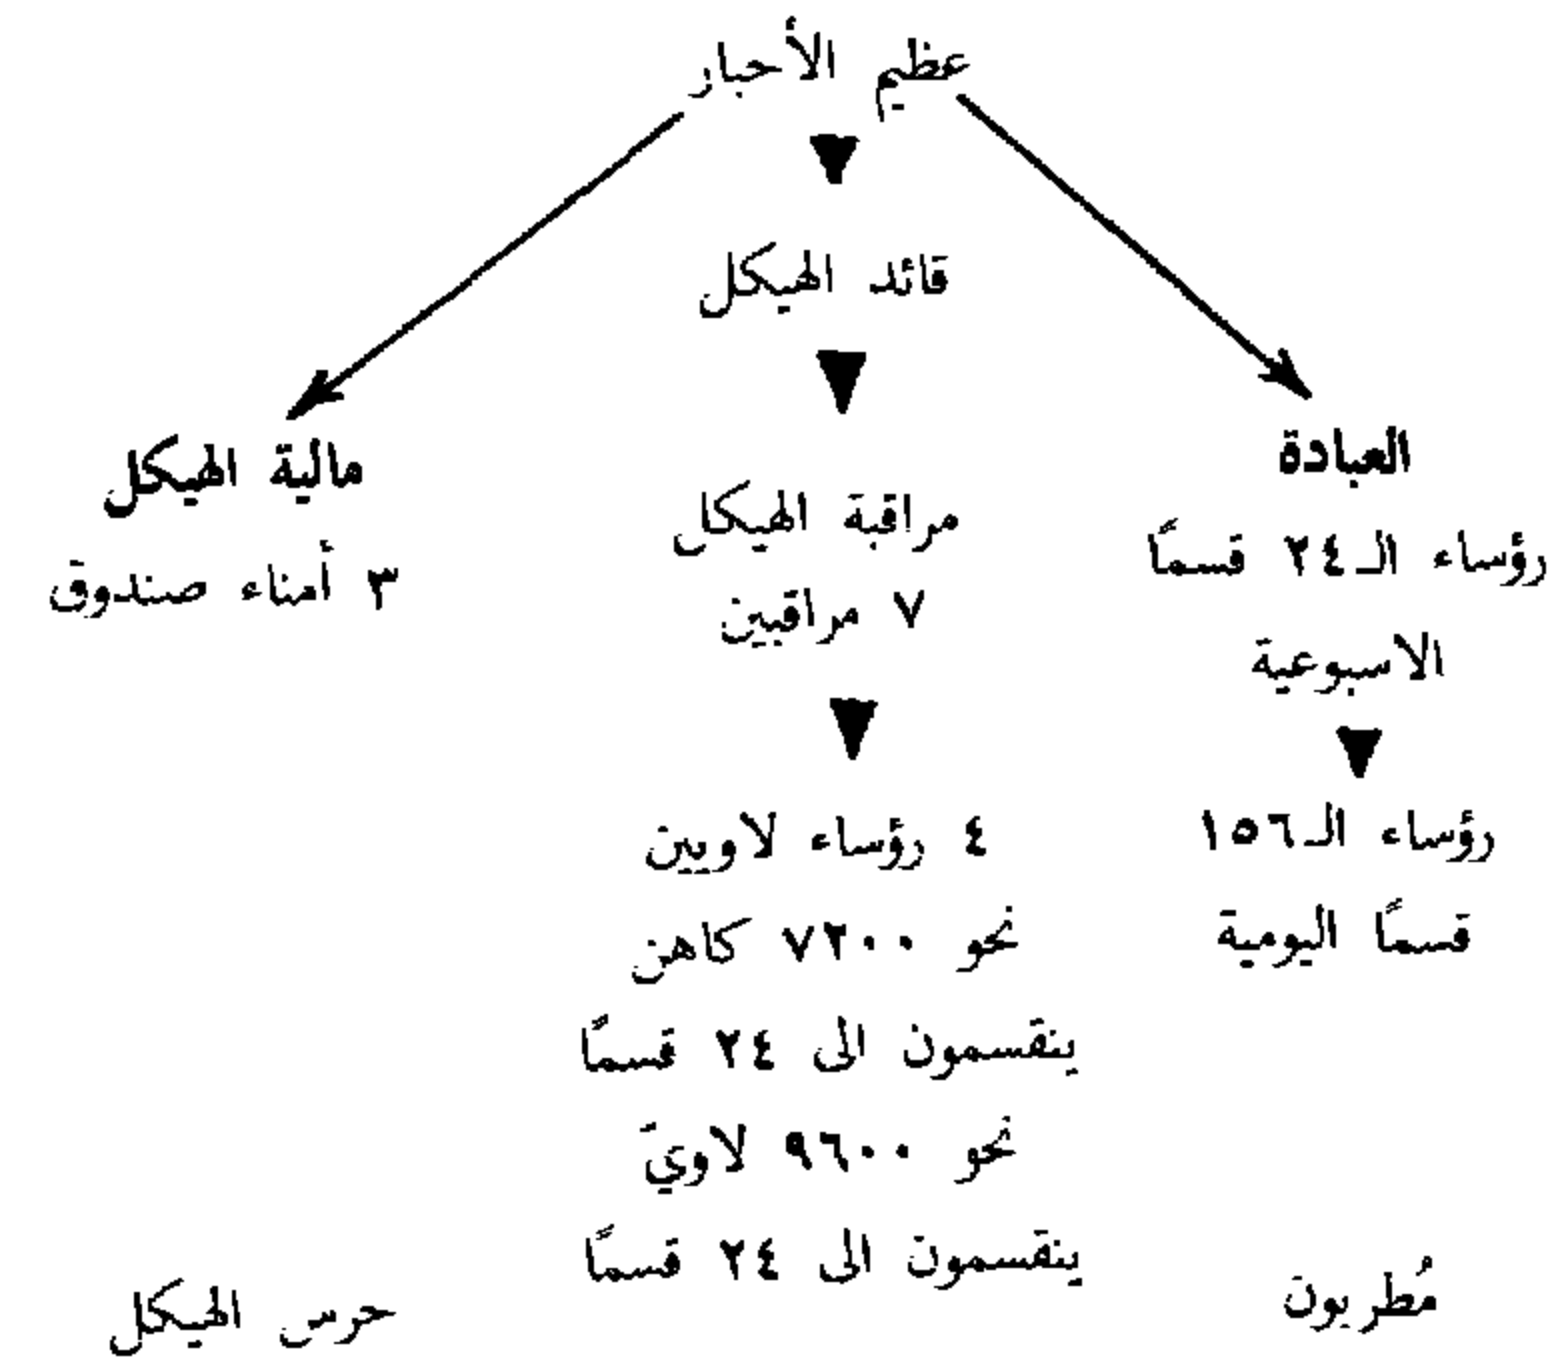 عظيم الأحبار
قائد الهيكل
العبادة
رؤساء الـ٢٤ قسمًا
الاسبوعية
رؤساء الـ١٥٦
قسمًا اليومية
مراقبة الهيكل
٧ مراقبين
٤ رؤساء لاويين
نحو ٧٢٠٠ كاهن
ينقسمون الى ٢٤ قسمًا
نحو ٩٦٠٠ لاويّ
ينقسمون الى ٢٤ قسمًا
مالية الهيكل
٣ أمناء صندوق
مُطربون
حرس الهيكل